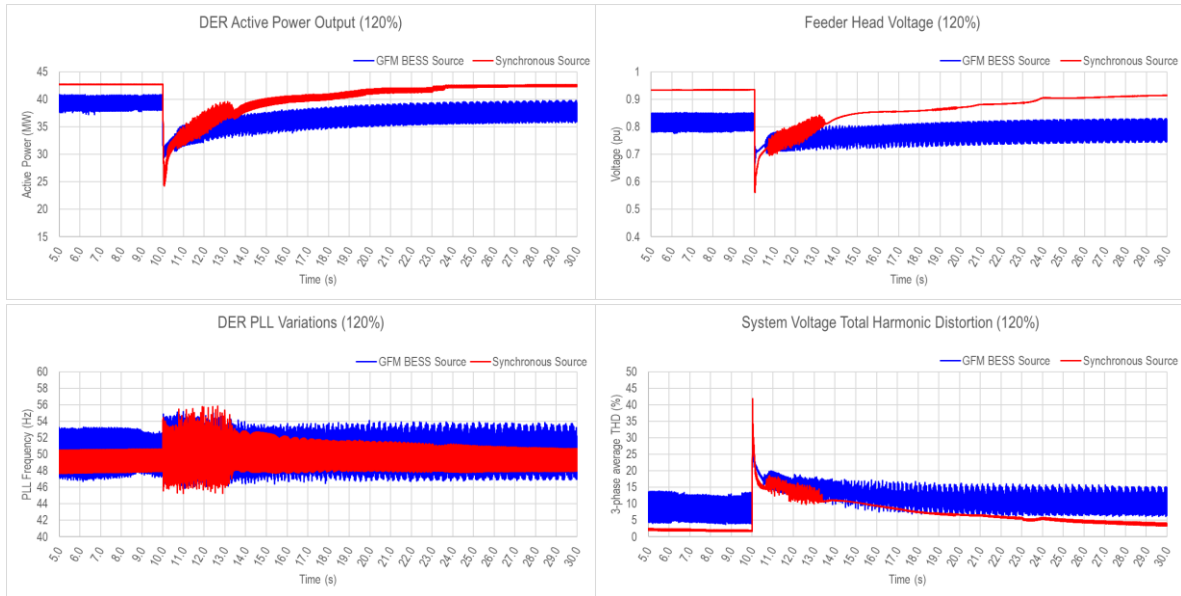 DER Active Power Output (120%)
GFM BESS Source Synchronous Source
45
40
35
30
25
20
15
Active Power (MW)
5.0 6.0 7.0 8.0 9.0 10.0 11.0 12.0 13.0 14.0 15.0 16.0 17.0 18.0 19.0 20.0 21.0 22.0 23.0 24.0 25.0 26.0 27.0 28.0 29.0 30.0
Time (s)
Feeder Head Voltage (120%)
GFM BESS Source Synchronous Source
1
0.9
0.8
0.7
0.6
0.5
0.4
Voltage (pu)
5.0 6.0 7.0 8.0 9.0 10.0 11.0 12.0 13.0 14.0 15.0 16.0 17.0 18.0 19.0 20.0 21.0 22.0 23.0 24.0 25.0 26.0 27.0 28.0 29.0 30.0
Time (s)
DER PLL Variations (120%)
GFM BESS Source Synchronous Source
60
58
56
54
52
50
48
46
44
42
40
PLL Frequency (Hz)
5.0 6.0 7.0 8.0 9.0 10.0 11.0 12.0 13.0 14.0 15.0 16.0 17.0 18.0 19.0 20.0 21.0 22.0 23.0 24.0 25.0 26.0 27.0 28.0 29.0 30.0
Time (s)
System Voltage Total Harmonic Distortion (120%)
GFM BESS Source Synchronous Source
50
45
40
35
30
25
20
15
10
5
0
3-phase average THD (%)
5.0 6.0 7.0 8.0 9.0 10.0 11.0 12.0 13.0 14.0 15.0 16.0 17.0 18.0 19.0 20.0 21.0 22.0 23.0 24.0 25.0 26.0 27.0 28.0 29.0 30.0
Time (s)